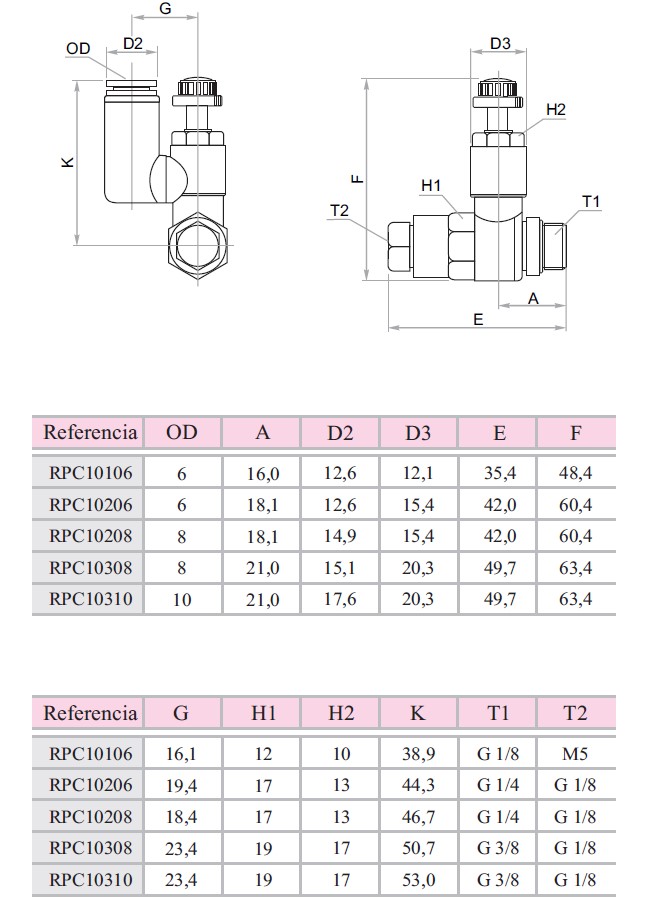 G
OD D2
K
D3
H2
F
H1
T2
T1
A
E
Referencia OD A D2 D3 E F
RPC10106 6 16,0 12,6 12,1 35,4 48,4
RPC10206 6 18,1 12,6 15,4 42,0 60,4
RPC10208 8 18,1 14,9 15,4 42,0 60,4
RPC10308 8 21,0 15,1 20,3 49,7 63,4
RPC10310 10 21,0 17,6 20,3 49,7 63,4
Referencia G H1 H2 K T1 T2
RPC10106 16,1 12 10 38,9 G 1/8 M5
RPC10206 19,4 17 13 44,3 G 1/4 G 1/8
RPC10208 18,4 17 13 46,7 G 1/4 G 1/8
RPC10308 23,4 19 17 50,7 G 3/8 G 1/8
RPC10310 23,4 19 17 53,0 G 3/8 G 1/8